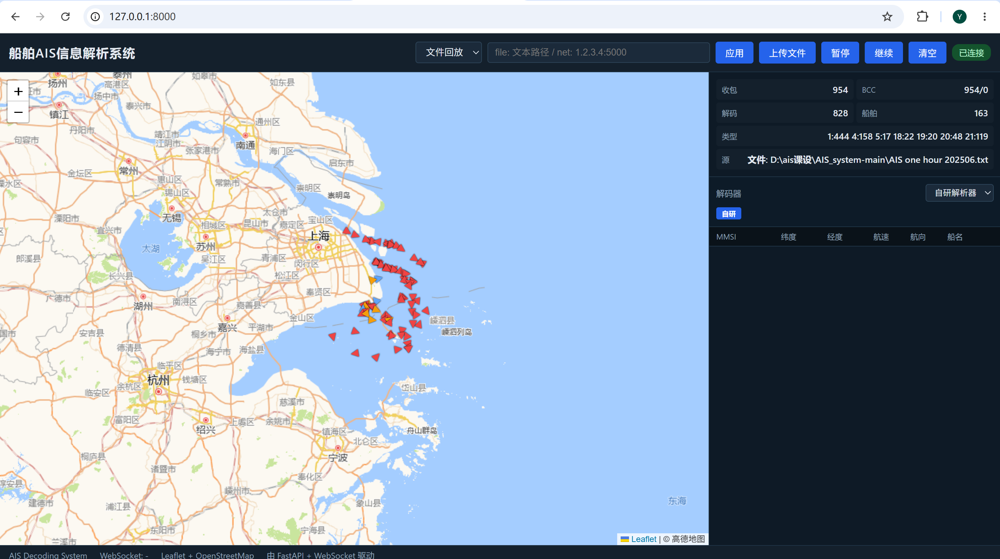 127.0.0.1:8000
Y
船舶AIS信息解析系统
文件回放
file: 文本路径 / net: 1.2.3.4:5000
应用
上传文件
暂停
继续
清空
已连接
收包 954 BCC 954/0
解码 828 船舶 163
类型 1:444 4:158 5:17 18:22 19:20 20:48 21:119
源 文件: D:\ais课设\AIS_system-main\AIS one hour 202506.txt
解码器 自研解析器
自研
MMSI 纬度 经度 航速 航向 船名
+
−
泰州
扬州
高港区
如皋市
如东县
扬中市
泰兴市
镇江
通州区
丹阳市
靖江市
句容市
江阴市
南通
张家港市
海门区
启东市
常州
金坛区
惠山区
常熟市
溧水区
崇明区
锡山区
崇明岛
太仓市
无锡
溧阳市
宝山区
相城区
昆山市
嘉定区
宜兴市
上海
苏州
太湖
郎溪县
吴江区
青浦区
闵行区
长兴县
松江区
奉贤区
广德市
南浔区
湖州
嘉善县
金山区
嵊泗县
嘉兴
平湖市
嵊泗列岛
安吉县
桐乡市
德清县
海宁市
海盐县
临平区
杭州
钱塘区
余杭区
岱山县
临安区
慈溪市
富阳区
上虞区
余姚市
绍兴
镇海区
舟山群岛
北仑区
桐庐县
宁波
诸暨市
奉化区
淳安县
嵊州市
东海
建德市
浦江县
象山县
东阳市
宁海县
兰溪市
Leaflet | © 高德地图
AIS Decoding System
WebSocket: -
Leaflet + OpenStreetMap
由 FastAPI + WebSocket 驱动